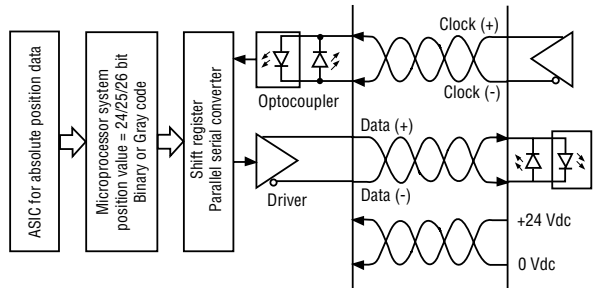 ASIC for absolute position data
Microprocessor system
position value = 24/25/26 bit
Binary or Gray code
Shift register
Parallel serial converter
Optocoupler
Driver
Clock (+)
Clock (-)
Data (+)
Data (-)
+24 Vdc
0 Vdc